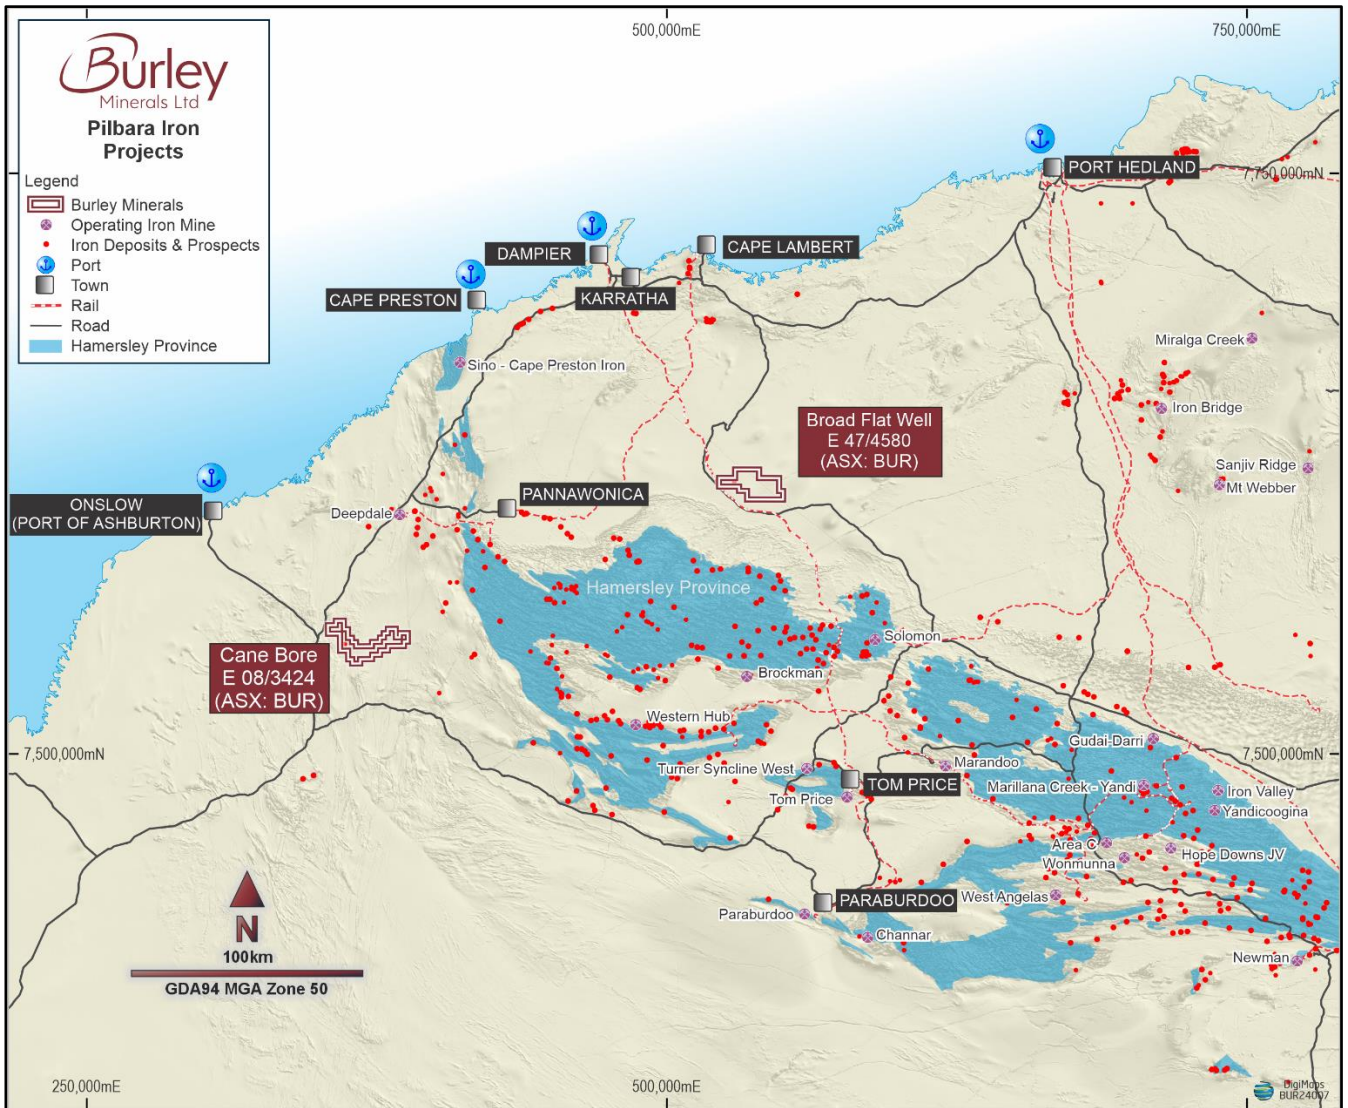 500,000mE
750,000mE
Burley
Minerals Ltd
Pilbara Iron
Projects
Legend
Burley Minerals
Operating Iron Mine
Iron Deposits & Prospects
Port
Town
Rail
Road
Hamersley Province
PORT HEDLAND
7,750,000mN
DAMPIER
CAPE LAMBERT
CAPE PRESTON
KARRATHA
Sino - Cape Preston Iron
Miralga Creek
Iron Bridge
Broad Flat Well
E 47/4580
(ASX: BUR)
Sanjiv Ridge
Mt Webber
ONSLOW
(PORT OF ASHBURTON)
Deepdale
PANNAWONICA
Hamersley Province
Cane Bore
E 08/3424
(ASX: BUR)
Solomon
Brockman
Western Hub
Gudai-Darri
7,500,000mN
7,500,000mN
Turner Syncline West
Marandoo
TOM PRICE
Tom Price
Marillana Creek - Yandi
Iron Valley
Yandicoogina
Area C
Hope Downs JV
Wonmunna
West Angelas
PARABURDOO
Paraburdoo
Channar
Newman
N
100km
GDA94 MGA Zone 50
250,000mE
500,000mE
DigiMaps
BUR24007